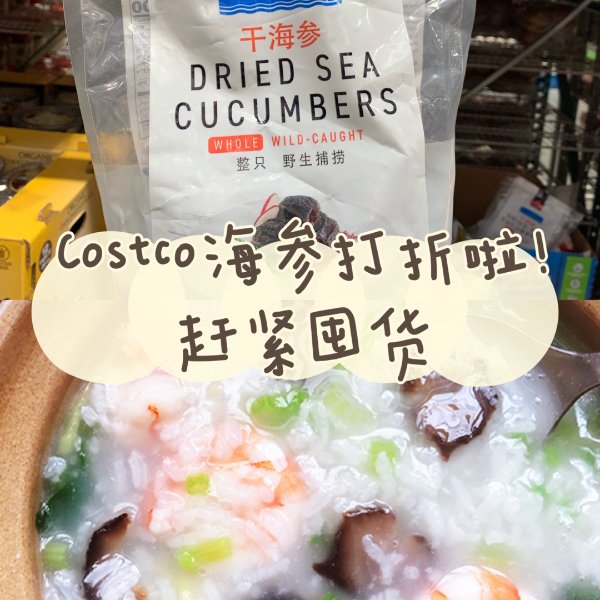 干海参
DRIED SEA
CUCUMBERS
WHOLE WILD-CAUGHT
整只 野生捕捞
Costco海参打折啦!
赶紧囤货
ORGANIC